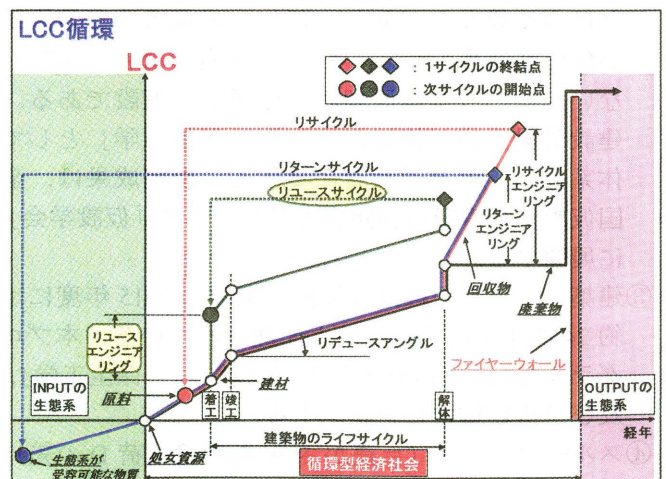 LCC循環
LCC
：1サイクルの終結点
：次サイクルの開始点
リサイクル
リターンサイクル
リユースサイクル
リサイクル
エンジニア
リング
リターン
エンジニア
リング
回収物
廃棄物
リユース
エンジニア
リング
リデュースアングル
ファイヤーウォール
INPUTの
生態系
原料
着工
竣工
建材
解体
OUTPUTの
生態系
経年
処女資源
建築物のライフサイクル
循環型経済社会
生態系が
受容可能な物質